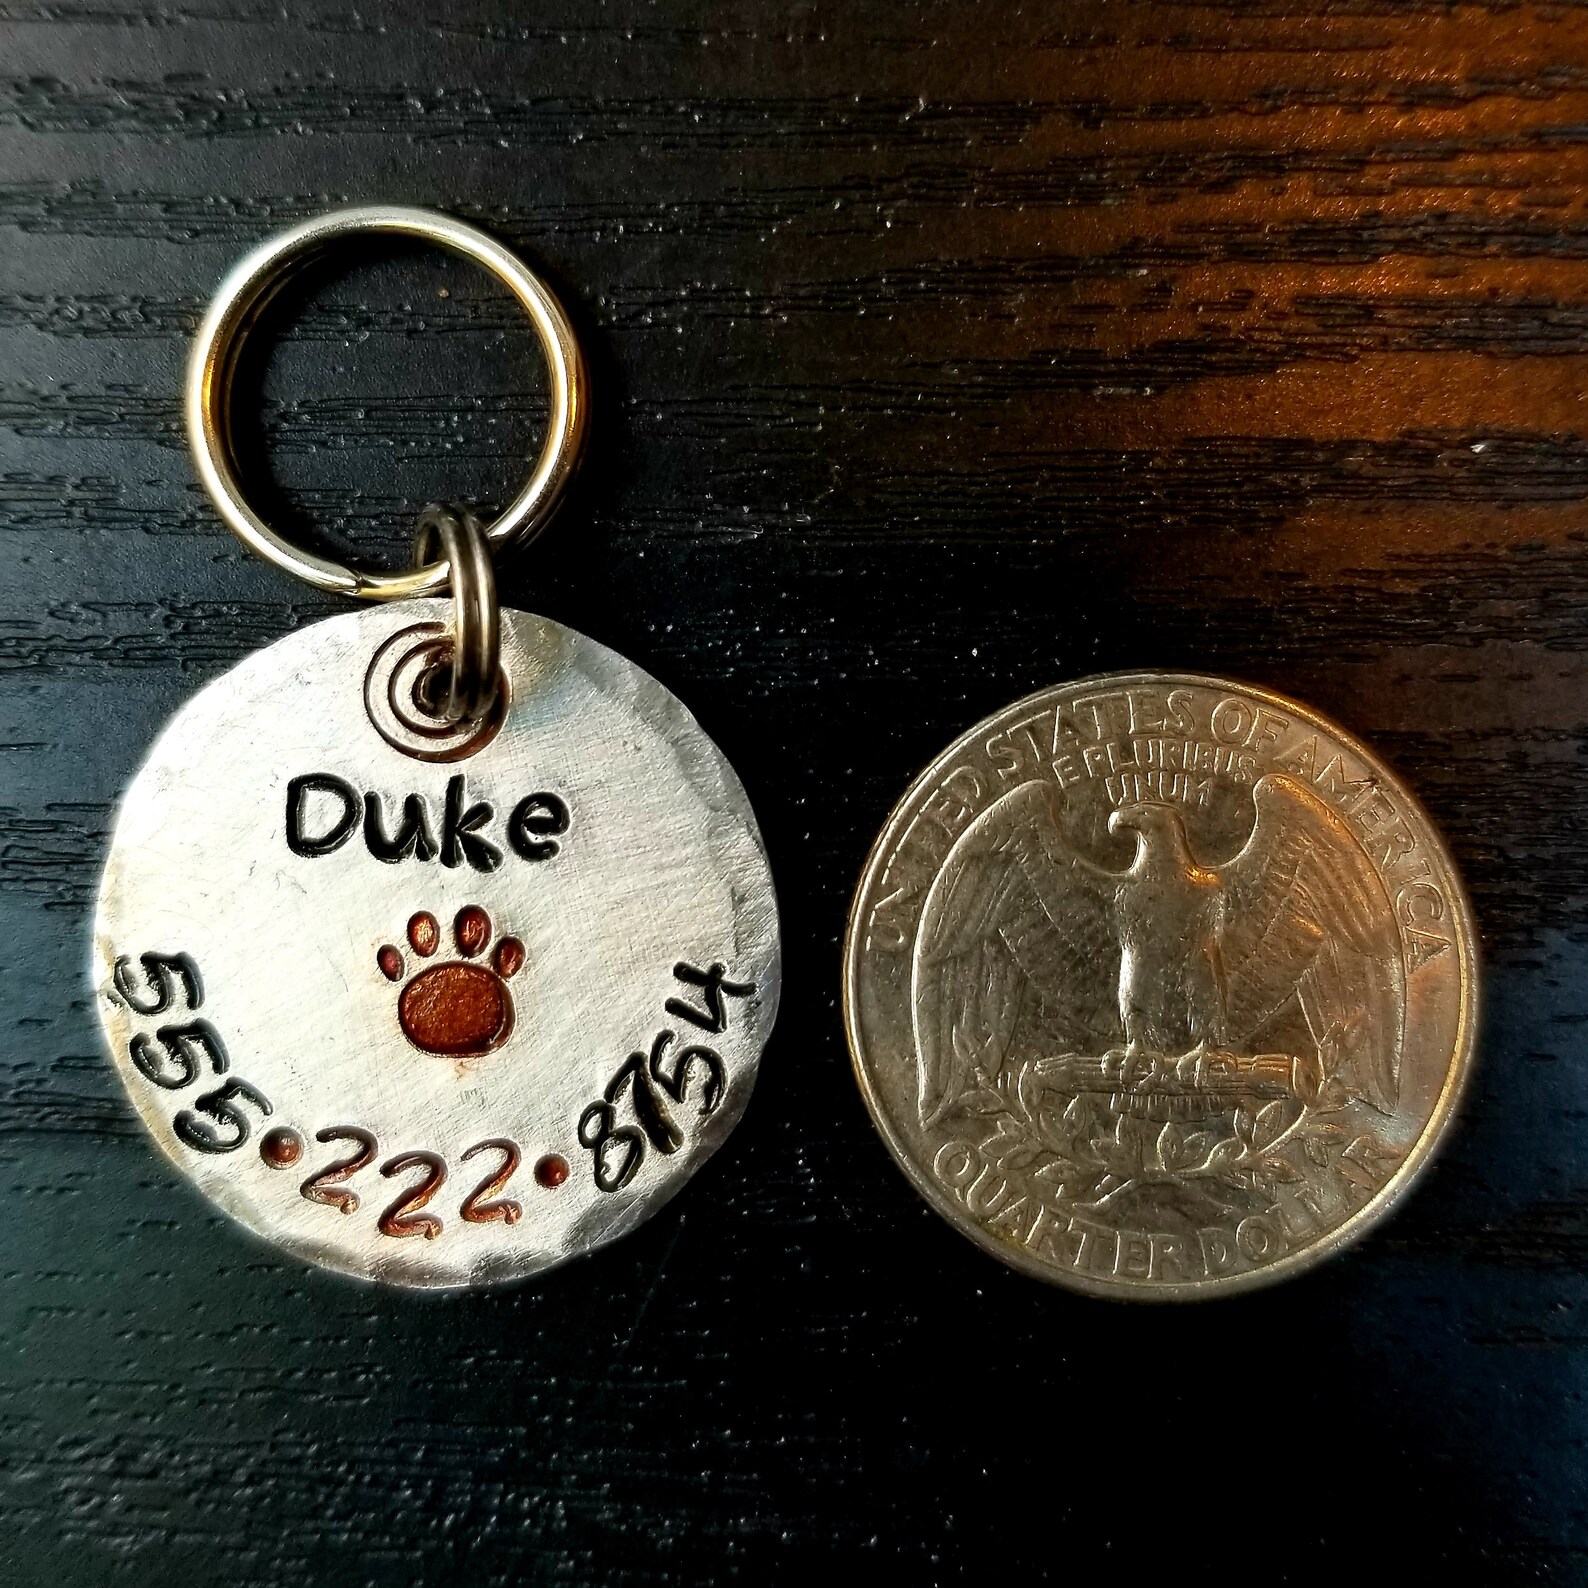 Duke
555•222•8754
UNITED STATES OF AMERICA
E PLURIBUS
UNUM
QUARTER DOLLAR